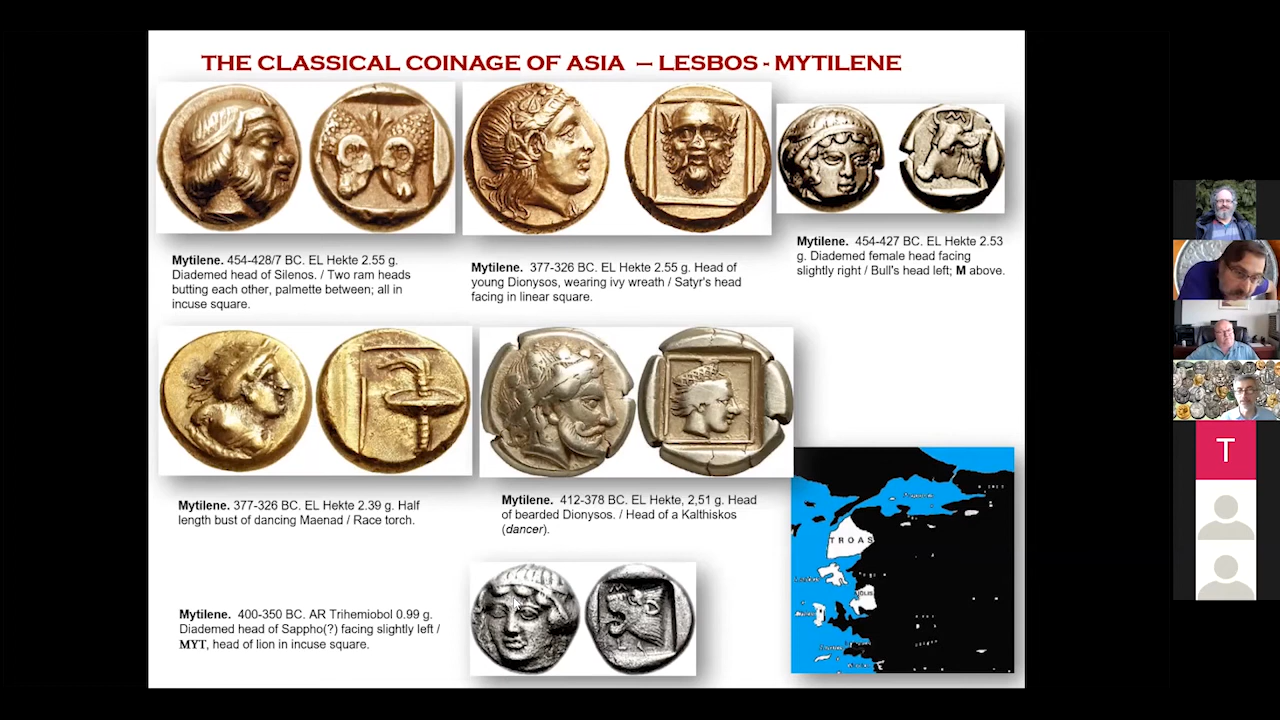 THE CLASSICAL COINAGE OF ASIA – LESBOS - MYTILENE
Mytilene. 454-428/7 BC. EL Hekte 2.55 g.
Diademed head of Silenos. / Two ram heads
butting each other, palmette between; all in
incuse square.
Mytilene. 377-326 BC. EL Hekte 2.55 g. Head of
young Dionysos, wearing ivy wreath / Satyr's head
facing in linear square.
Mytilene. 454-427 BC. EL Hekte 2.53
g. Diademed female head facing
slightly right / Bull's head left; M above.
Mytilene. 377-326 BC. EL Hekte 2.39 g. Half
length bust of dancing Maenad / Race torch.
Mytilene. 412-378 BC. EL Hekte, 2,51 g. Head
of bearded Dionysos. / Head of a Kalthiskos
(dancer).
Mytilene. 400-350 BC. AR Trihemiobol 0.99 g.
Diademed head of Sappho(?) facing slightly left /
MYT, head of lion in incuse square.
TROAS
T